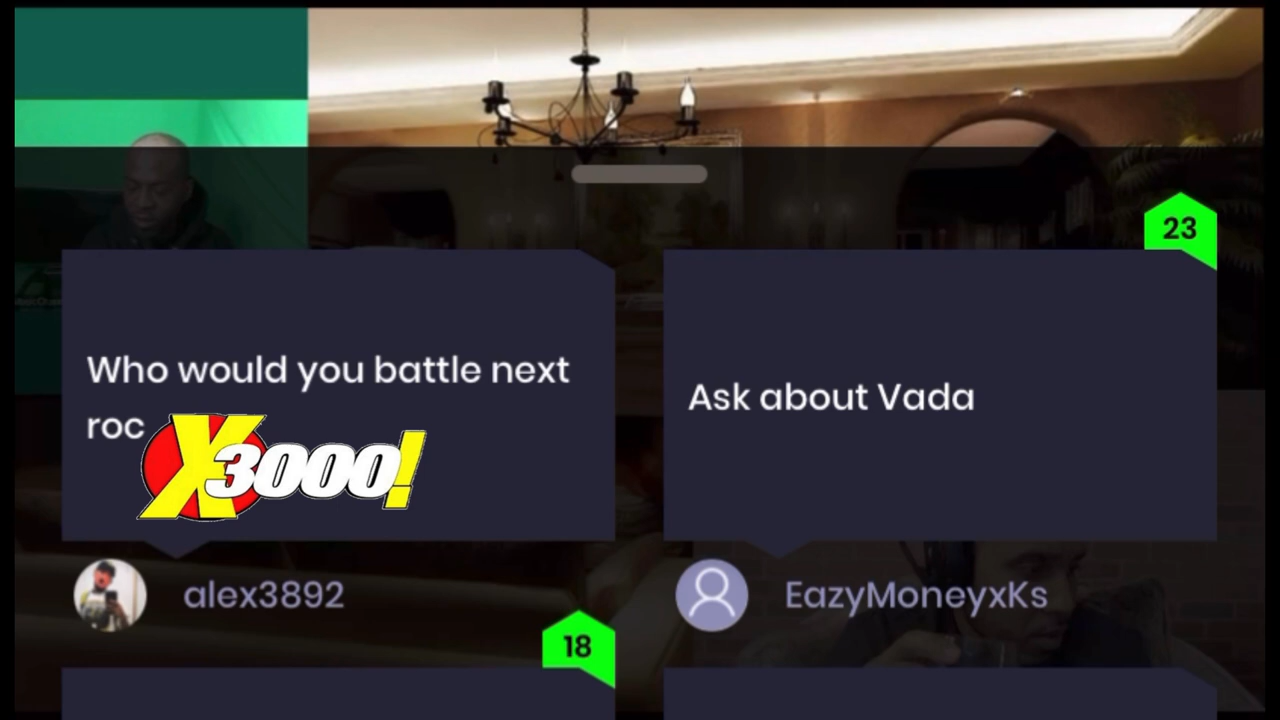 23
Who would you battle next
roc
X3000!
Ask about Vada
alex3892
EazyMoneyxKs
18